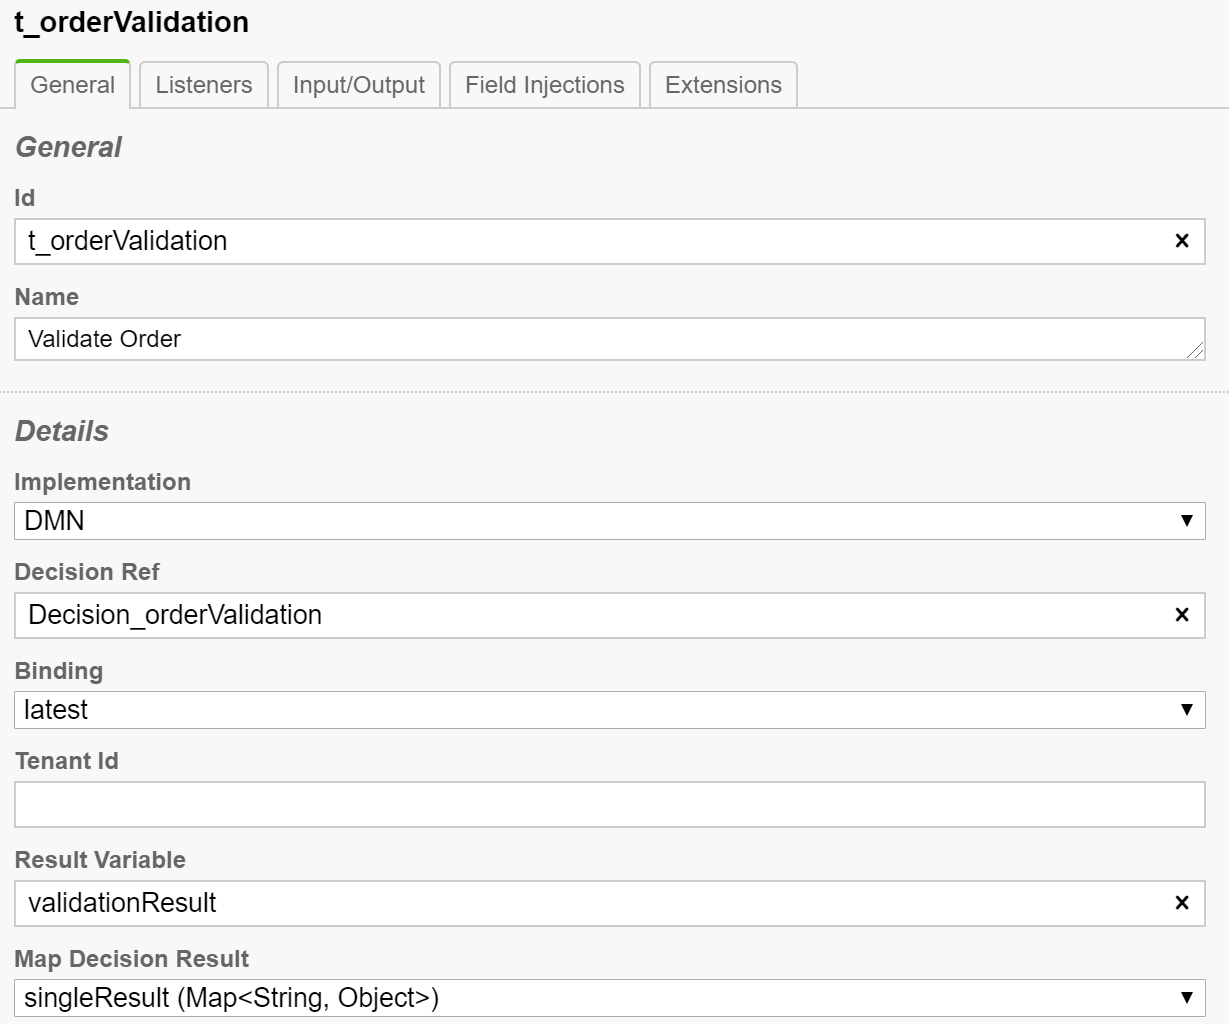 t_orderValidation
General Listeners Input/Output Field Injections Extensions
General
Id
t_orderValidation
Name
Validate Order
Details
Implementation
DMN
Decision Ref
Decision_orderValidation
Binding
latest
Tenant Id
Result Variable
validationResult
Map Decision Result
singleResult (Map<String, Object>)